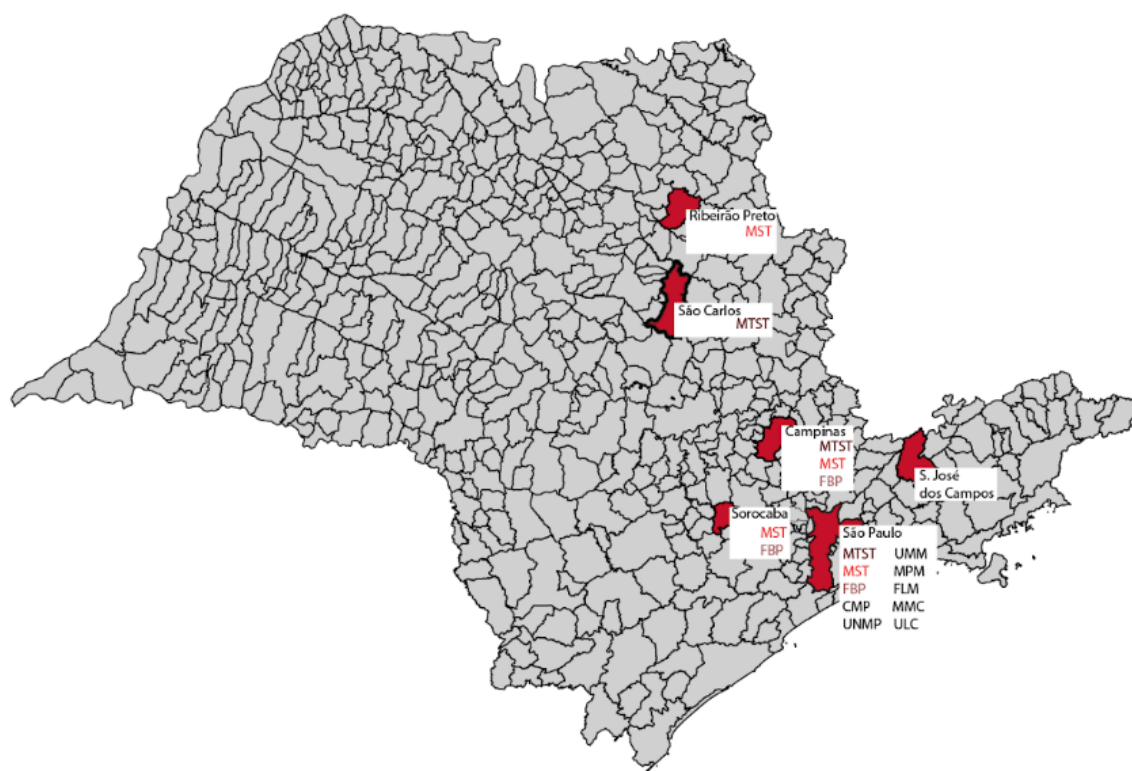 Ribeirão Preto
MST
São Carlos
MTST
Campinas
MTST
MST
FBP
S. José
dos Campos
Sorocaba
MST
FBP
São Paulo
MTST UMM
MST MPM
FBP FLM
CMP MMC
UNMP ULC